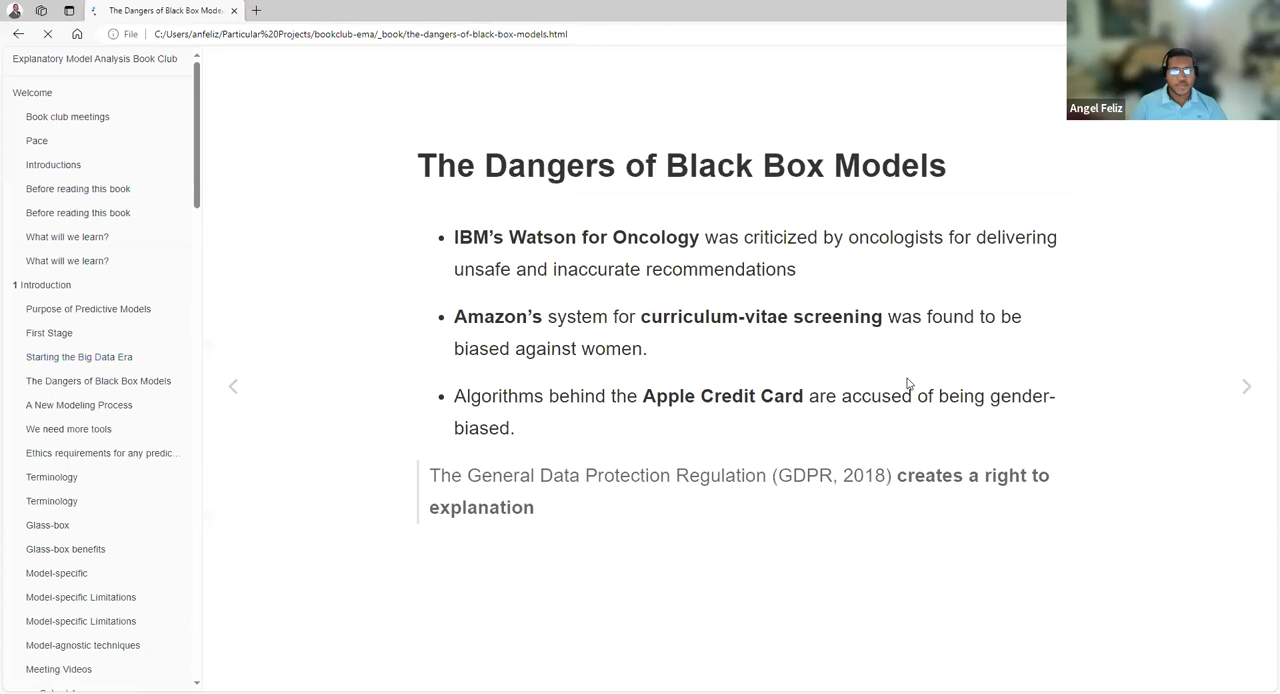 The Dangers of Black Box Mode
File
C:/Users/anfeliz/Particular%20Projects/bookclub-ema/_book/the-dangers-of-black-box-models.html
Angel Feliz
Explanatory Model Analysis Book Club
Welcome
Book club meetings
Pace
Introductions
Before reading this book
Before reading this book
What will we learn?
What will we learn?
1 Introduction
Purpose of Predictive Models
First Stage
Starting the Big Data Era
The Dangers of Black Box Models
A New Modeling Process
We need more tools
Ethics requirements for any predic...
Terminology
Terminology
Glass-box
Glass-box benefits
Model-specific
Model-specific Limitations
Model-specific Limitations
Model-agnostic techniques
Meeting Videos
The Dangers of Black Box Models
• IBM's Watson for Oncology was criticized by oncologists for delivering
unsafe and inaccurate recommendations
• Amazon's system for curriculum-vitae screening was found to be
biased against women.
• Algorithms behind the Apple Credit Card are accused of being gender-
biased.
The General Data Protection Regulation (GDPR, 2018) creates a right to
explanation